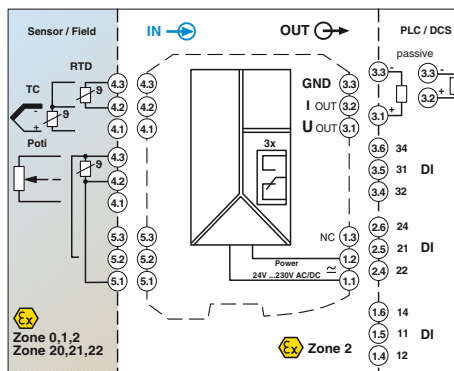 Sensor / Field
IN
OUT
PLC / DCS
RTD
passive
TC
ϑ
4.3
4.3
GND
3.3
3.3
-
3.3
-
-
ϑ
4.2
4.2
I OUT
3.2
3.2
+
+
4.1
4.1
U OUT
3.1
3.1
+
Poti
3x
3.6
34
4.3
4.3
ϑ
3.5
31
DI
4.2
4.2
3.4
32
4.1
4.1
2.6
24
5.3
5.3
NC
1.3
2.5
21
DI
5.2
5.2
Power
1.2
2.4
22
24V ...230V AC/DC
5.1
5.1
1.1
1.6
14
εx
Zone 0,1,2
Zone 20,21,22
εx
Zone 2
1.5
11
DI
1.4
12